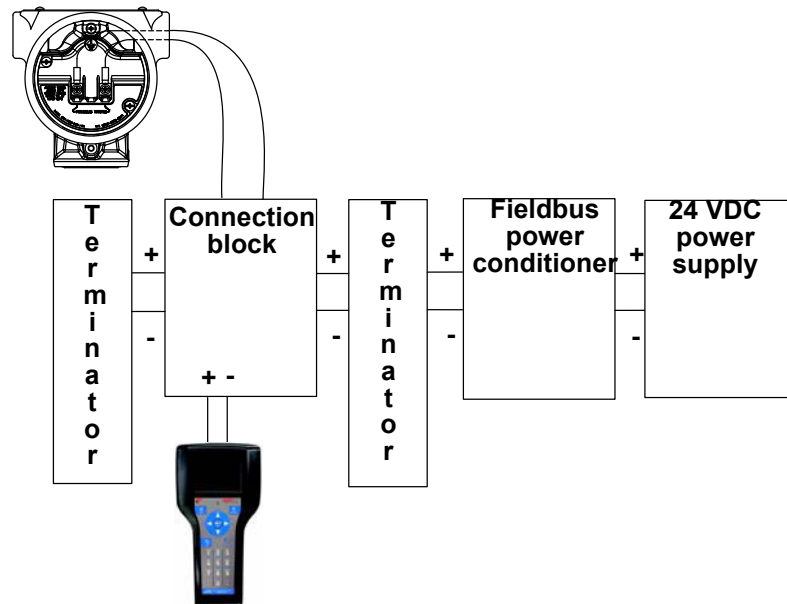 Terminator
+
-
Connection
block
+ -
+
-
Terminator
+
-
Fieldbus
power
conditioner
+
-
24 VDC
power
supply